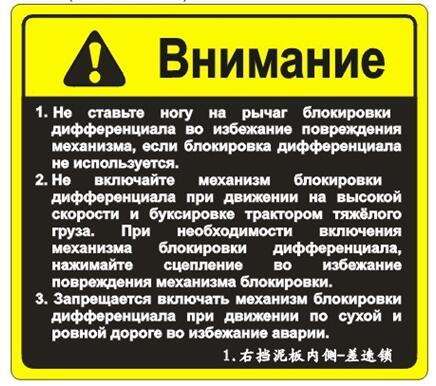 Внимание
1. Не ставьте ногу на рычаг блокировки
дифференциала во избежание повреждения
механизма, если блокировка дифференциала
не используется.
2. Не включайте механизм блокировки
дифференциала при движении на высокой
скорости и буксировке трактором тяжёлого
груза. При необходимости включения
механизма блокировки дифференциала,
нажимайте сцепление во избежание
повреждения механизма блокировки.
3. Запрещается включать механизм блокировки
дифференциала при движении по сухой и
ровной дороге во избежание аварии.
1.右挡泥板内侧-差速锁